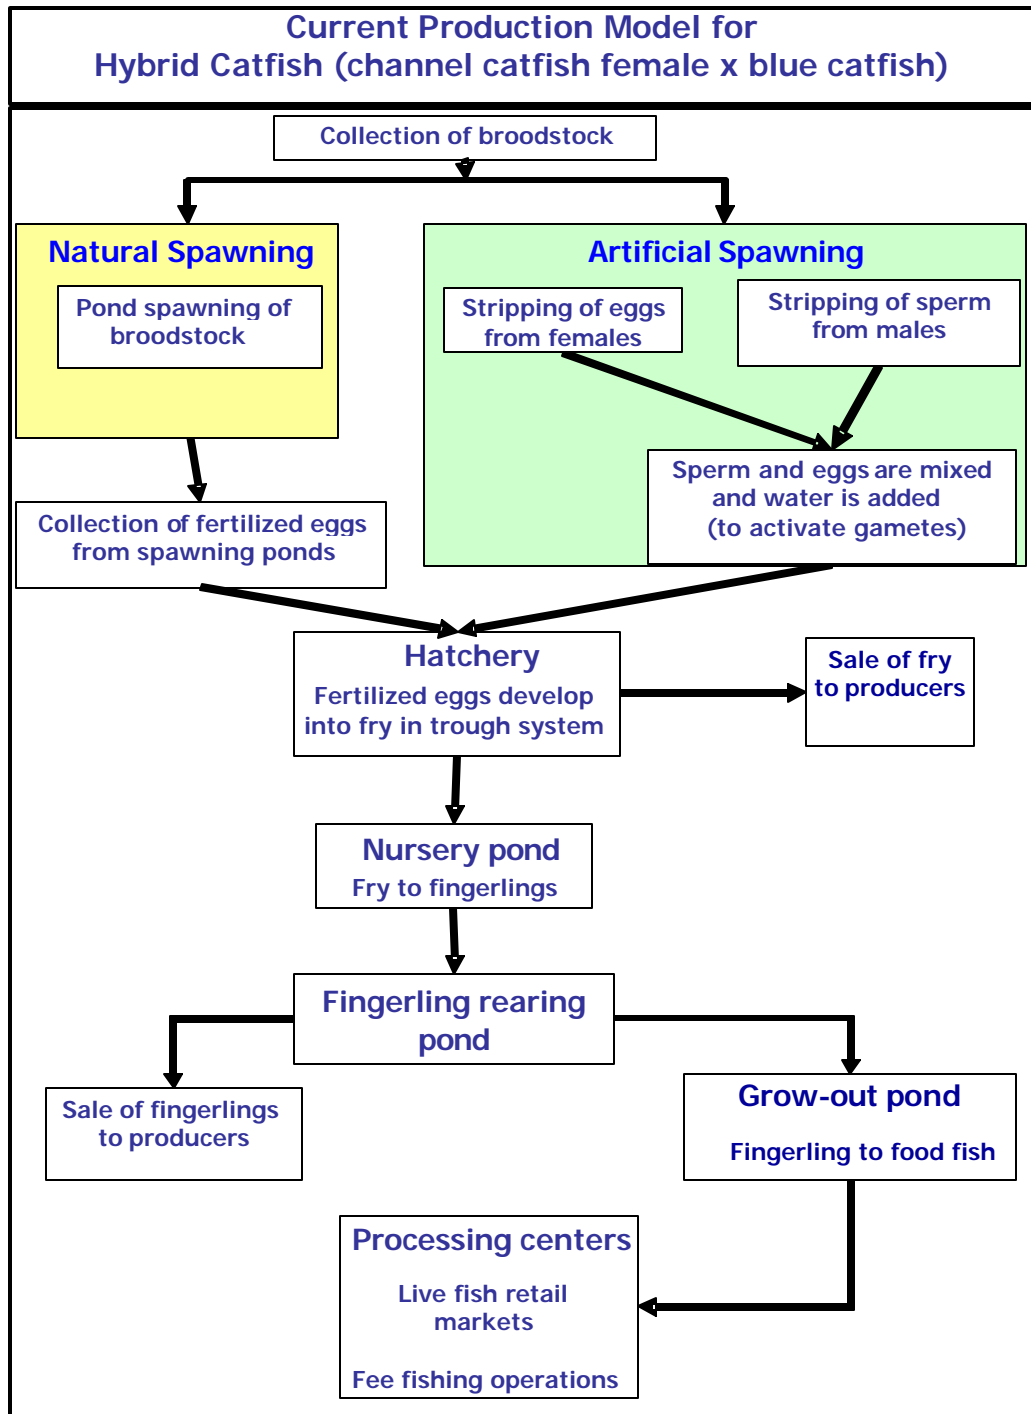 Current Production Model for
Hybrid Catfish (channel catfish female x blue catfish)
Collection of broodstock
Natural Spawning
Pond spawning of
broodstock
Artificial Spawning
Stripping of eggs
from females
Stripping of sperm
from males
Sperm and eggs are mixed
and water is added
(to activate gametes)
Collection of fertilized eggs
from spawning ponds
Hatchery
Fertilized eggs develop
into fry in trough system
Sale of fry
to producers
Nursery pond
Fry to fingerlings
Fingerling rearing
pond
Sale of fingerlings
to producers
Grow-out pond
Fingerling to food fish
Processing centers
Live fish retail
markets
Fee fishing operations